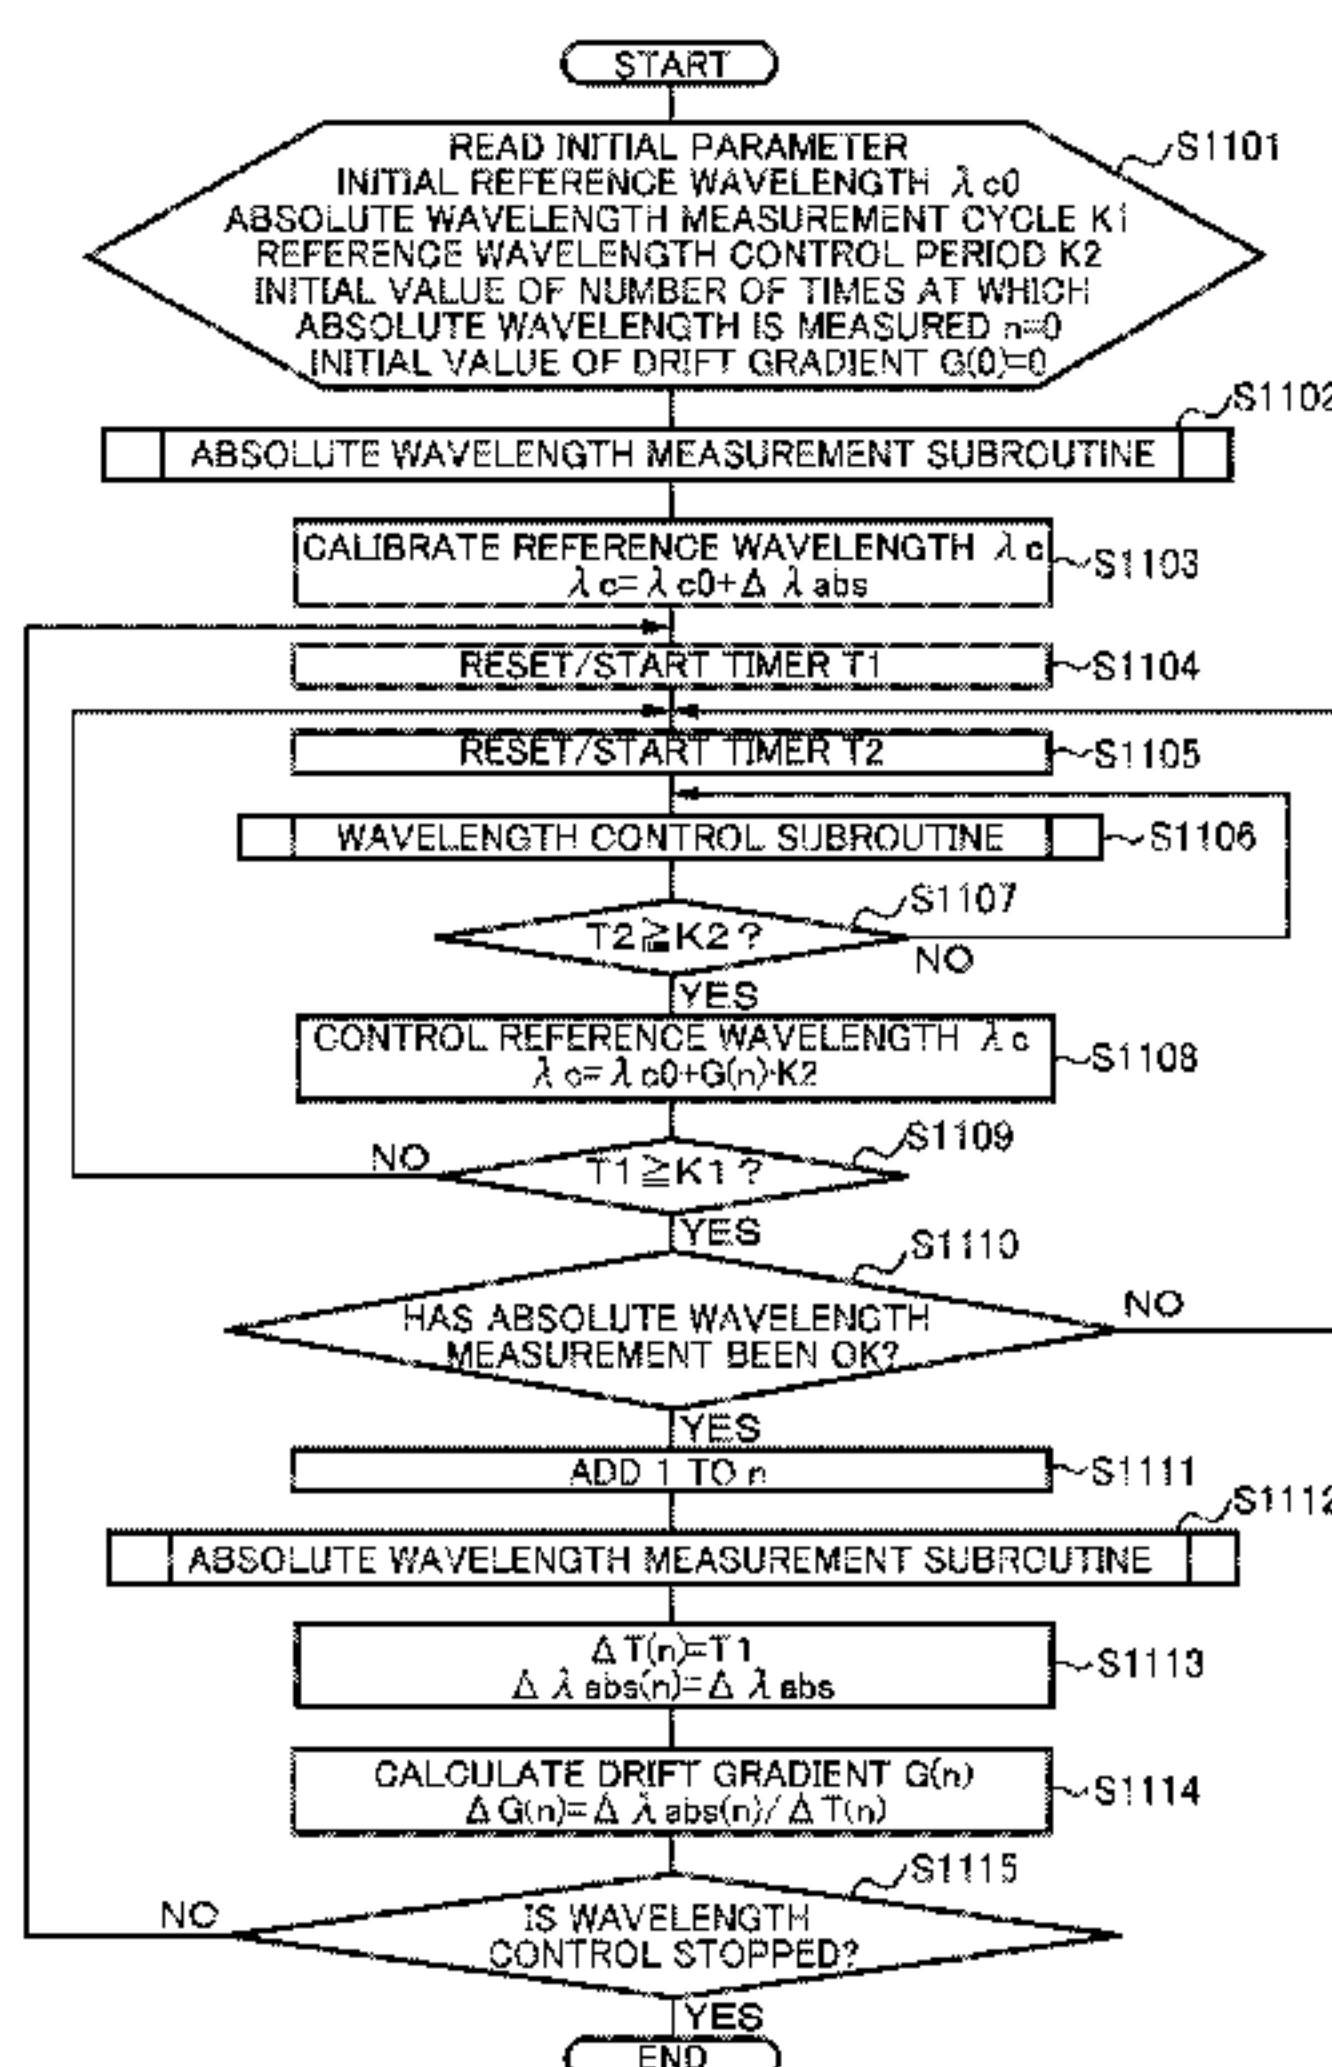 START
READ INITIAL PARAMETER
INITIAL REFERENCE WAVELENGTH λc0
ABSOLUTE WAVELENGTH MEASUREMENT CYCLE K1
REFERENCE WAVELENGTH CONTROL PERIOD K2
INITIAL VALUE OF NUMBER OF TIMES AT WHICH
ABSOLUTE WAVELENGTH IS MEASURED n=0
INITIAL VALUE OF DRIFT GRADIENT G(0)=0
S1101
S1102
ABSOLUTE WAVELENGTH MEASUREMENT SUBROUTINE
CALIBRATE REFERENCE WAVELENGTH λc
λc=λc0+Δλabs
S1103
RESET/START TIMER T1
S1104
RESET/START TIMER T2
S1105
WAVELENGTH CONTROL SUBROUTINE
S1106
S1107
T2≧K2?
NO
YES
CONTROL REFERENCE WAVELENGTH λc
λc=λc0+G(n)·K2
S1108
S1109
NO
T1≧K1?
YES
S1110
HAS ABSOLUTE WAVELENGTH
MEASUREMENT BEEN OK?
NO
YES
ADD 1 TO n
S1111
S1112
ABSOLUTE WAVELENGTH MEASUREMENT SUBROUTINE
ΔT(n)=T1
Δλabs(n)=Δλabs
S1113
CALCULATE DRIFT GRADIENT G(n)
ΔG(n)=Δλabs(n)/ΔT(n)
S1114
S1115
NO
IS WAVELENGTH
CONTROL STOPPED?
YES
END